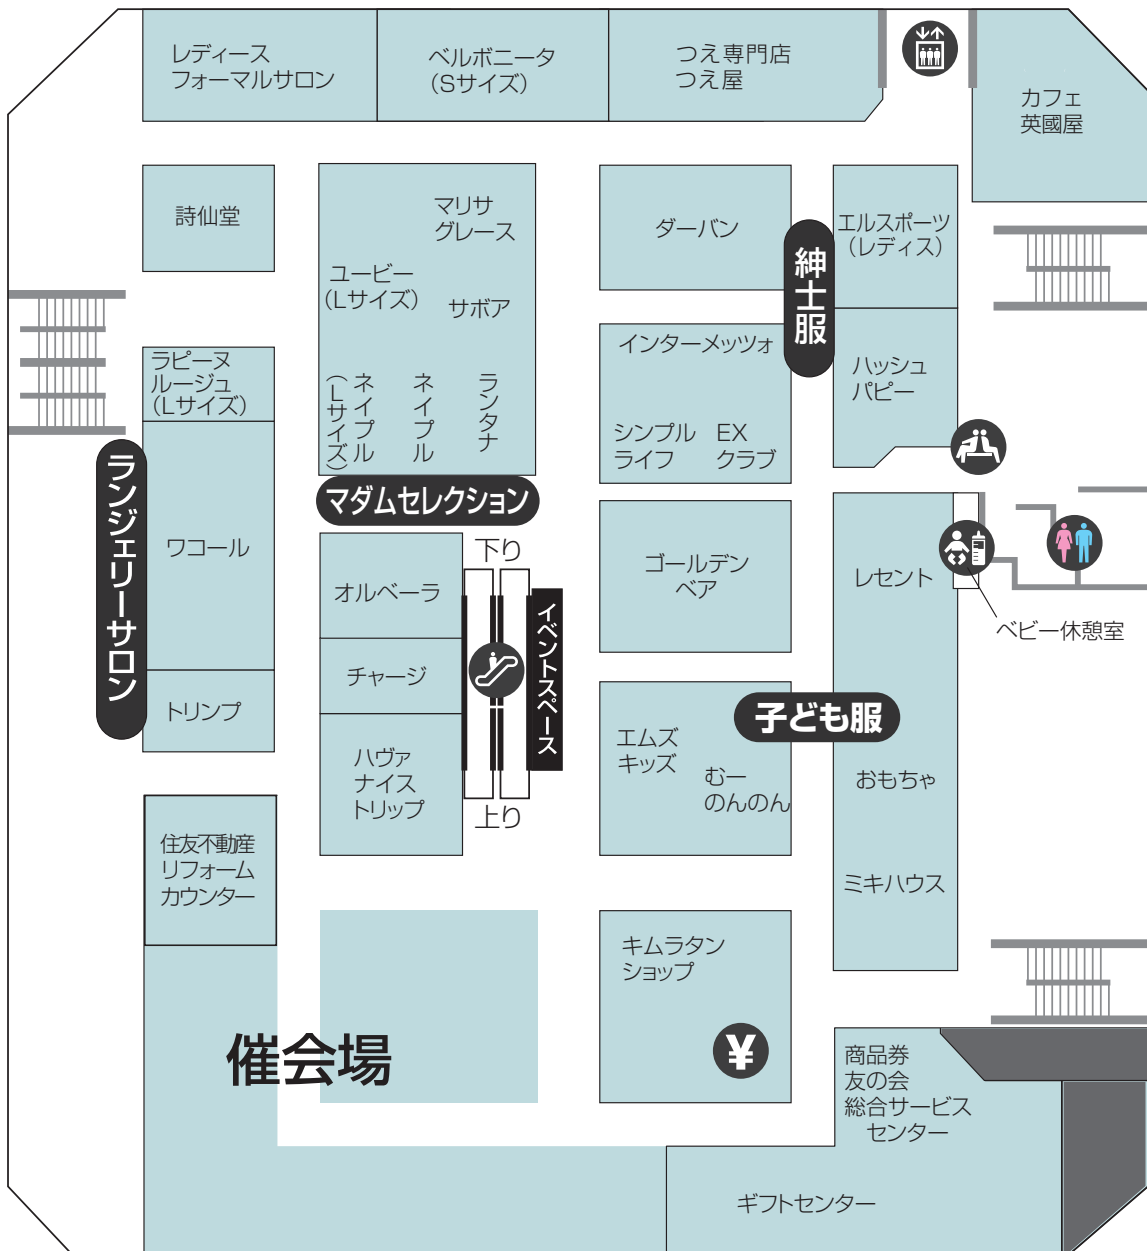 レディース
フォーマルサロン
ベルボニータ
(Sサイズ)
つえ専門店
つえ屋
カフェ
英國屋
詩仙堂
マリサ
グレース
ユービー
(Lサイズ)
サボア
ネイプル
(Lサイズ)
ネイプル
ランタナ
マダムセレクション
ダーバン
紳士服
エルスポーツ
(レディス)
インターメッツォ
シンプル
ライフ
EX
クラブ
ハッシュ
パピー
ラピーヌ
ルージュ
(Lサイズ)
ランジェリーサロン
ワコール
トリンプ
オルベーラ
チャージ
ハヴァ
ナイス
トリップ
下り
イベントスペース
上り
ゴールデン
ベア
レセント
ベビー休憩室
子ども服
エムズ
キッズ
むー
のんのん
おもちゃ
ミキハウス
住友不動産
リフォーム
カウンター
催会場
キムラタン
ショップ
¥
商品券
友の会
総合サービス
センター
ギフトセンター